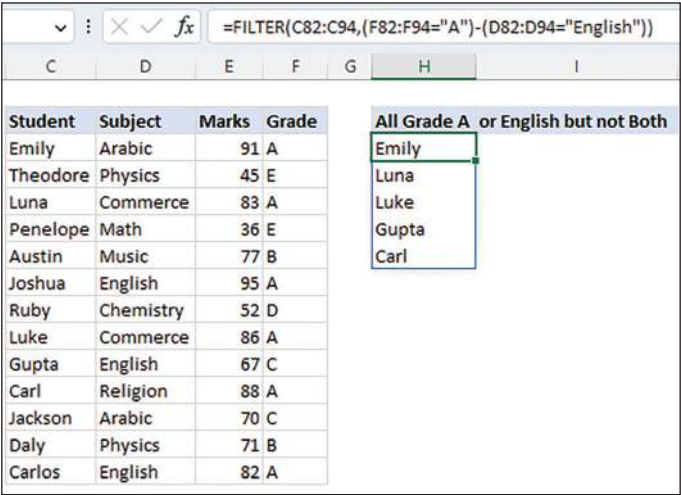 fx =FILTER(C82:C94,(F82:F94="A")-(D82:D94="English"))
C D E F G H I
Student Subject Marks Grade All Grade A or English but not Both
Emily Arabic 91 A Emily
Theodore Physics 45 E Luna
Luna Commerce 83 A Luke
Penelope Math 36 E Gupta
Austin Music 77 B Carl
Joshua English 95 A
Ruby Chemistry 52 D
Luke Commerce 86 A
Gupta English 67 C
Carl Religion 88 A
Jackson Arabic 70 C
Daly Physics 71 B
Carlos English 82 A